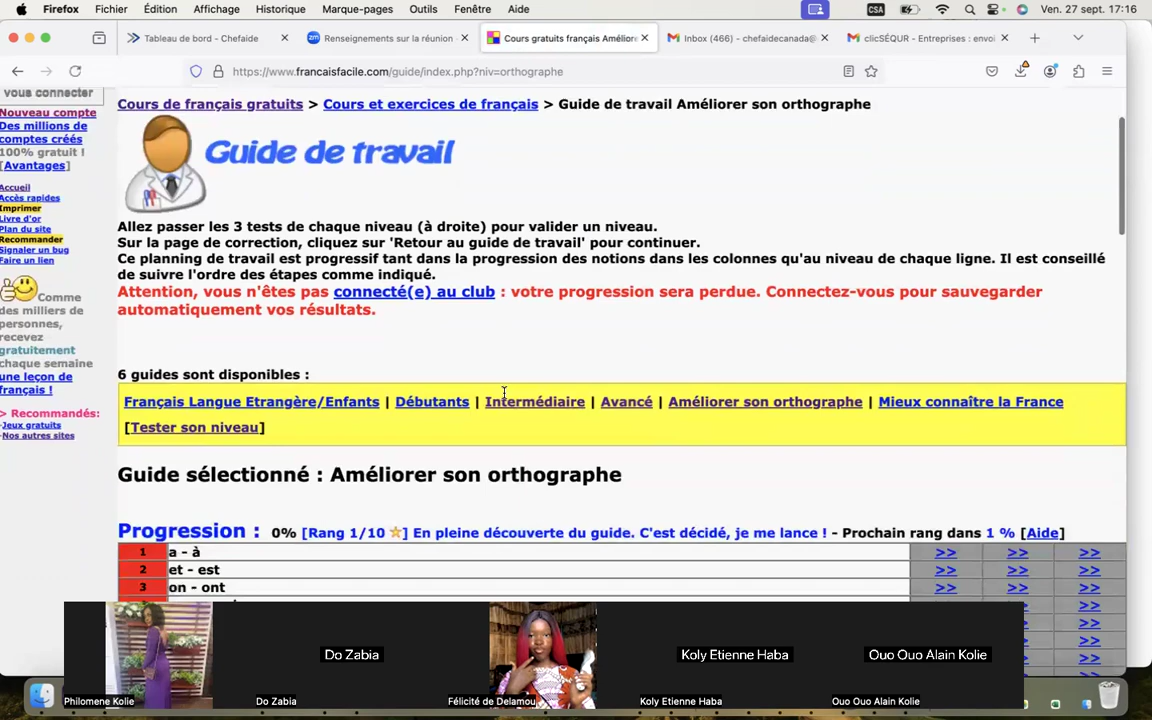 Firefox Fichier Édition Affichage Historique Marque-pages Outils Fenêtre Aide CSA Ven. 27 sept. 17:16
Tableau de bord - Chefaide Renseignements sur la réunion Cours gratuits français Amélior Inbox (466) - chefaidecanada@ clicSÉQUR - Entreprises : envoi
https://www.francaisfacile.com/guide/index.php?niv=orthographe
vous connecter
Nouveau compte
Des millions de
comptes créés
100% gratuit !
[Avantages]
Accueil
Accès rapides
Imprimer
Livre d'or
Plan du site
Recommander
Signaler un bug
Faire un lien
Comme
des milliers de
personnes,
recevez
gratuitement
chaque semaine
une leçon de
français !
> Recommandés:
-Jeux gratuits
-Nos autres sites
Cours de français gratuits > Cours et exercices de français > Guide de travail Améliorer son orthographe
Guide de travail
Allez passer les 3 tests de chaque niveau (à droite) pour valider un niveau.
Sur la page de correction, cliquez sur 'Retour au guide de travail' pour continuer.
Ce planning de travail est progressif tant dans la progression des notions dans les colonnes qu'au niveau de chaque ligne. Il est conseillé
de suivre l'ordre des étapes comme indiqué.
Attention, vous n'êtes pas connecté(e) au club : votre progression sera perdue. Connectez-vous pour sauvegarder
automatiquement vos résultats.
6 guides sont disponibles :
Français Langue Etrangère/Enfants | Débutants | Intermédiaire | Avancé | Améliorer son orthographe | Mieux connaître la France
[Tester son niveau]
Guide sélectionné : Améliorer son orthographe
Progression : 0% [Rang 1/10 ] En pleine découverte du guide. C'est décidé, je me lance ! - Prochain rang dans 1 % [Aide]
1 a - à >> >> >>
2 et - est >> >> >>
3 on - ont >> >> >>
>> >> >>
>> >> >>
>> >> >>
>> >> >>
Do Zabia Koly Etienne Haba Ouo Ouo Alain Kolie
Philomene Kolie Do Zabia Félicité de Delamou Koly Etienne Haba Ouo Ouo Alain Kolie